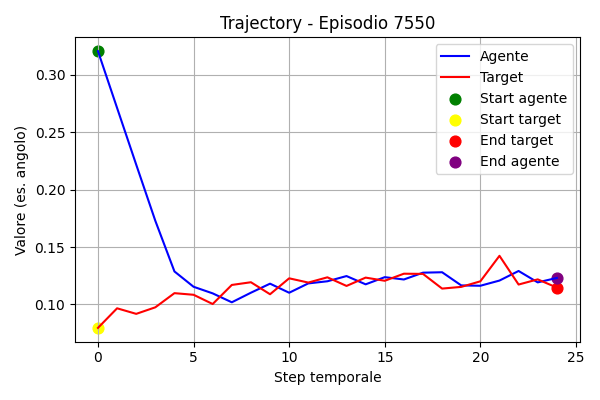 Trajectory - Episodio 7550
Valore (es. angolo)
0.30
0.25
0.20
0.15
0.10
0
5
10
15
20
25
Step temporale
Agente
Target
Start agente
Start target
End target
End agente